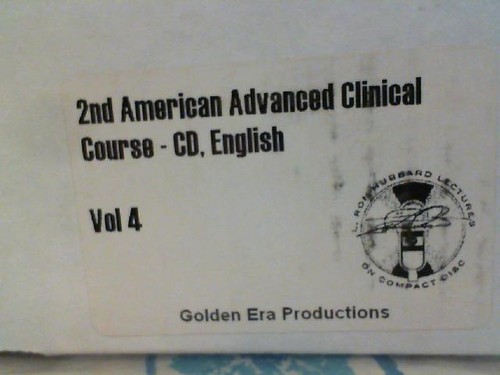 2nd American Advanced Clinical
Course - CD, English
Vol 4
L. RON HUBBARD LECTURES
ON COMPACT DISC
Golden Era Productions